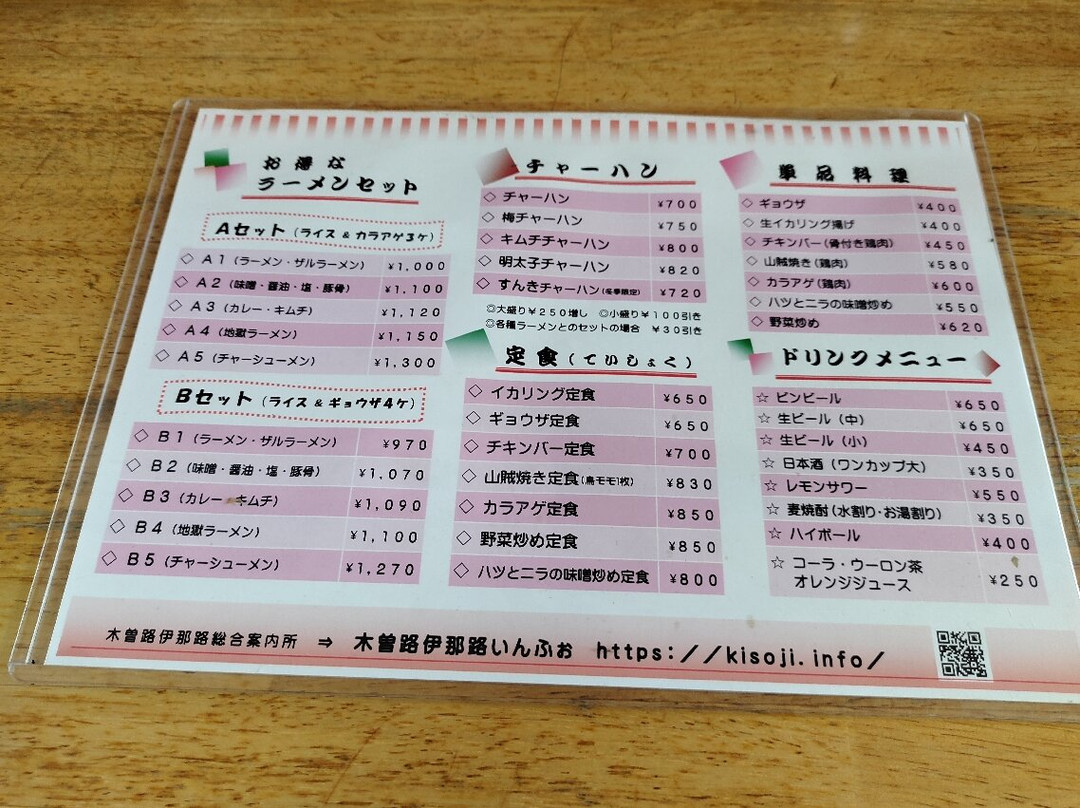 お得な
ラーメンセット
Aセット (ライス & カラアゲ3ケ)
◇ A1 (ラーメン・ザルラーメン) ¥1,000
◇ A2 (味噌・醤油・塩・豚骨) ¥1,100
◇ A3 (カレー・キムチ) ¥1,120
◇ A4 (地獄ラーメン) ¥1,150
◇ A5 (チャーシューメン) ¥1,300
Bセット (ライス & ギョウザ4ケ)
◇ B1 (ラーメン・ザルラーメン) ¥970
◇ B2 (味噌・醤油・塩・豚骨) ¥1,070
◇ B3 (カレー・キムチ) ¥1,090
◇ B4 (地獄ラーメン) ¥1,100
◇ B5 (チャーシューメン) ¥1,270
チャーハン
◇ チャーハン ¥700
◇ 梅チャーハン ¥750
◇ キムチチャーハン ¥800
◇ 明太子チャーハン ¥820
◇ すんきチャーハン(冬季限定) ¥720
◎大盛り¥250増し ◎小盛り¥100引き
◎各種ラーメンとのセットの場合 ¥30引き
定食 (ていしょく)
◇ イカリング定食 ¥650
◇ ギョウザ定食 ¥650
◇ チキンバー定食 ¥700
◇ 山賊焼き定食(鳥モモ1枚) ¥830
◇ カラアゲ定食 ¥850
◇ 野菜炒め定食 ¥850
◇ ハツとニラの味噌炒め定食 ¥800
単品料理
◇ ギョウザ ¥400
◇ 生イカリング揚げ ¥400
◇ チキンバー(骨付き鶏肉) ¥450
◇ 山賊焼き(鶏肉) ¥580
◇ カラアゲ(鶏肉) ¥600
◇ ハツとニラの味噌炒め ¥550
◇ 野菜炒め ¥620
ドリンクメニュー
☆ ビンビール ¥650
☆ 生ビール (中) ¥650
☆ 生ビール (小) ¥450
☆ 日本酒 (ワンカップ大) ¥350
☆ レモンサワー ¥550
☆ 麦焼酎(水割り・お湯割り) ¥350
☆ ハイボール ¥400
☆ コーラ・ウーロン茶
オレンジジュース ¥250
木曽路伊那路総合案内所 ⇒ 木曽路伊那路いんふぉ https://kisoji.info/